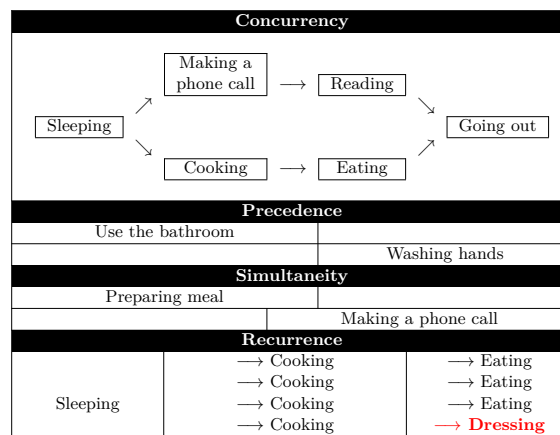 Concurrency
Making a
phone call
⟶
Reading
↗
↘
Sleeping
Going out
↘
↗
Cooking
⟶
Eating
Precedence
Use the bathroom
Washing hands
Simultaneity
Preparing meal
Making a phone call
Recurrence
⟶ Cooking ⟶ Eating
⟶ Cooking ⟶ Eating
Sleeping ⟶ Cooking ⟶ Eating
⟶ Cooking ⟶ Dressing